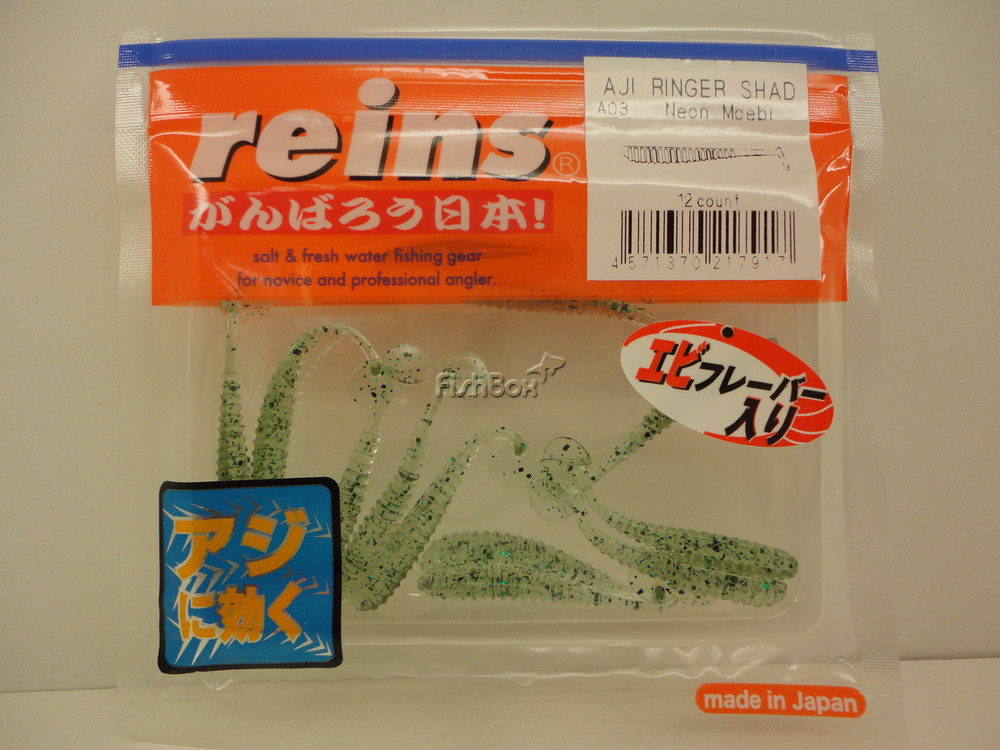 reins®
がんばろう日本!
salt & fresh water fishing gear
for novice and professional angler.
AJI RINGER SHAD
A03 Neon Moebi
12 count
4 571370 217917
エビフレーバー
入り
FishBox
アジ
に効く
made in Japan